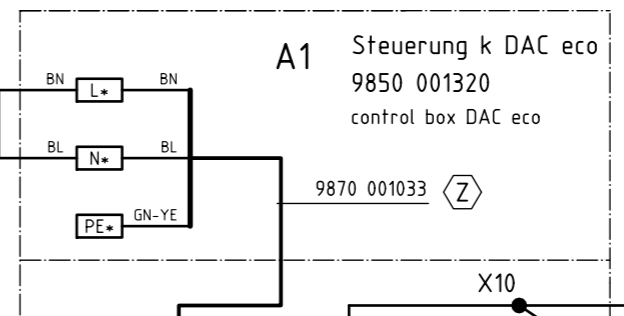 A1
Steuerung k DAC eco
9850 001320
control box DAC eco
BN L* BN
BL N* BL
PE* GN-YE
9870 001033 Z
X10